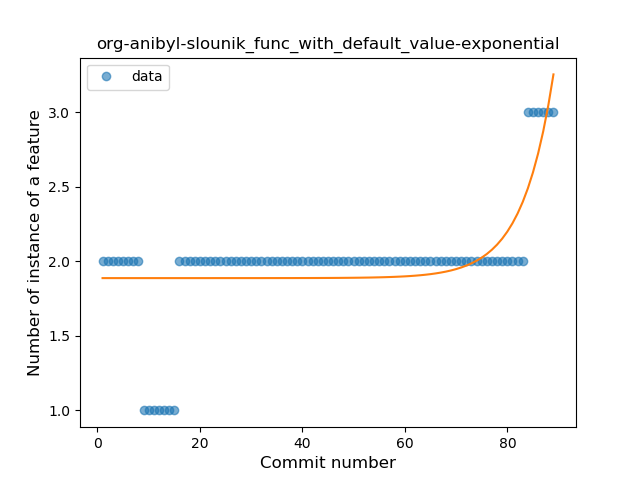 org-anibyl-slounik_func_with_default_value-exponential
data
Number of instance of a feature
3.0
2.5
2.0
1.5
1.0
0
20
40
60
80
Commit number